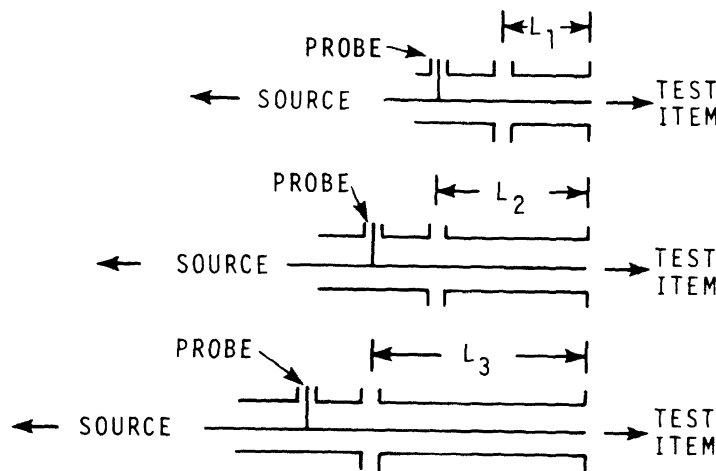 L1
PROBE
SOURCE
TEST
ITEM
PROBE
L2
SOURCE
TEST
ITEM
PROBE
L3
SOURCE
TEST
ITEM